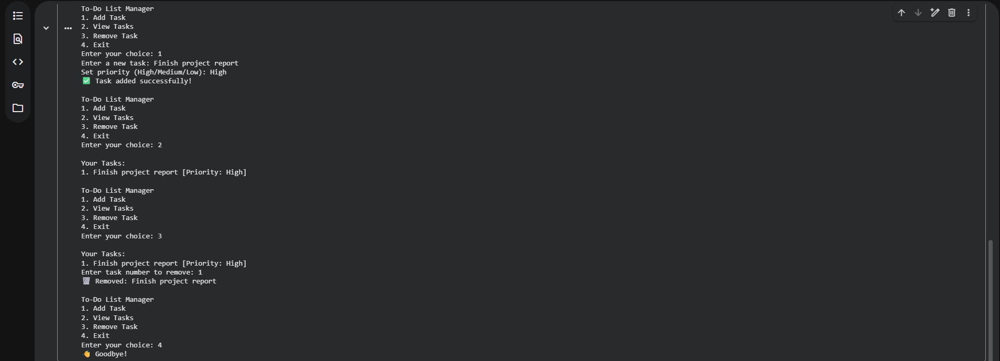 To-Do List Manager
1. Add Task
2. View Tasks
3. Remove Task
4. Exit
Enter your choice: 1
Enter a new task: Finish project report
Set priority (High/Medium/Low): High
✅ Task added successfully!

To-Do List Manager
1. Add Task
2. View Tasks
3. Remove Task
4. Exit
Enter your choice: 2

Your Tasks:
1. Finish project report [Priority: High]

To-Do List Manager
1. Add Task
2. View Tasks
3. Remove Task
4. Exit
Enter your choice: 3

Your Tasks:
1. Finish project report [Priority: High]
Enter task number to remove: 1
🗑 Removed: Finish project report

To-Do List Manager
1. Add Task
2. View Tasks
3. Remove Task
4. Exit
Enter your choice: 4
👋 Goodbye!